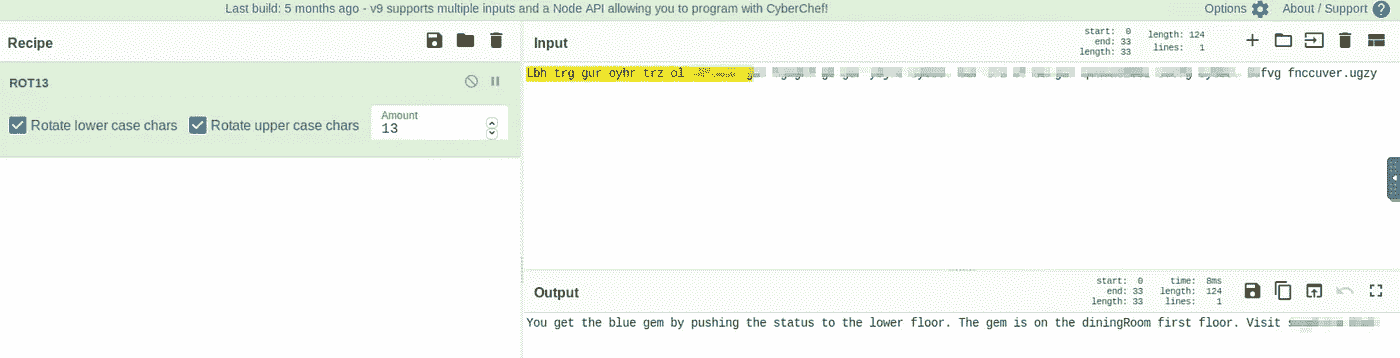 Last build: 5 months ago - v9 supports multiple inputs and a Node API allowing you to program with CyberChef!
Options About / Support ?
Recipe
ROT13
Rotate lower case chars Rotate upper case chars
Amount
13
Input
start: 0
end: 33
length: 33
length: 124
lines: 1
Lbh trg gur oyhr trz ol fvg fnccuver.ugzy
Output
start: 0
end: 33
length: 33
time: 8ms
length: 124
lines: 1
You get the blue gem by pushing the status to the lower floor. The gem is on the diningRoom first floor. Visit